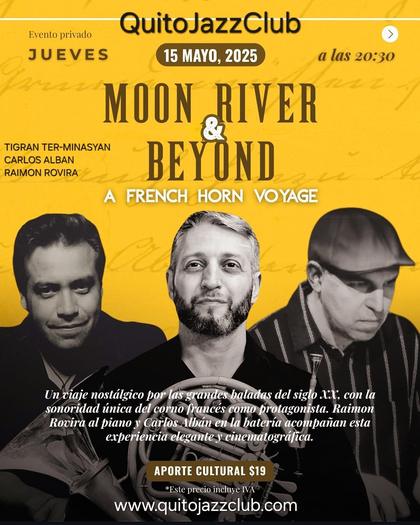 QuitoJazzClub
Evento privado
JUEVES
15 MAYO, 2025
a las 20:30
MOON RIVER
&
BEYOND
TIGRAN TER-MINASYAN
CARLOS ALBAN
RAIMON ROVIRA
A FRENCH HORN VOYAGE
Un viaje nostálgico por las grandes baladas del siglo XX, con la
sonoridad única del corno francés como protagonista. Raimon
Rovira al piano y Carlos Albán en la batería acompañan esta
experiencia elegante y cinematográfica.
APORTE CULTURAL $19
*Este precio incluye IVA
www.quitojazzclub.com